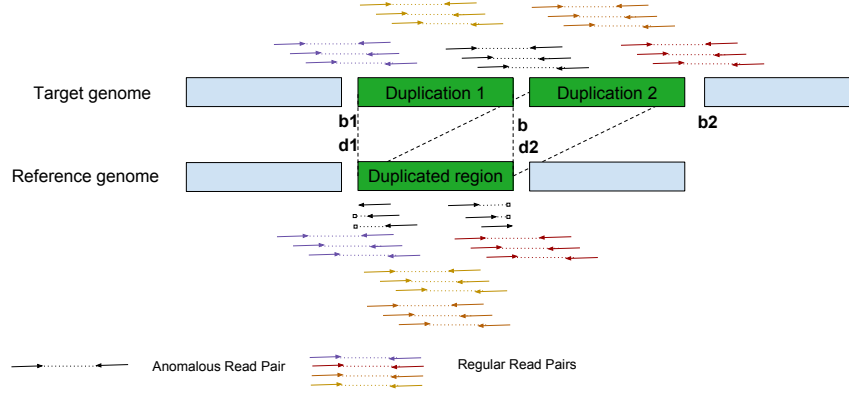 Target genome
Duplication 1
Duplication 2
b1
b
b2
d1
d2
Reference genome
Duplicated region
Anomalous Read Pair
Regular Read Pairs